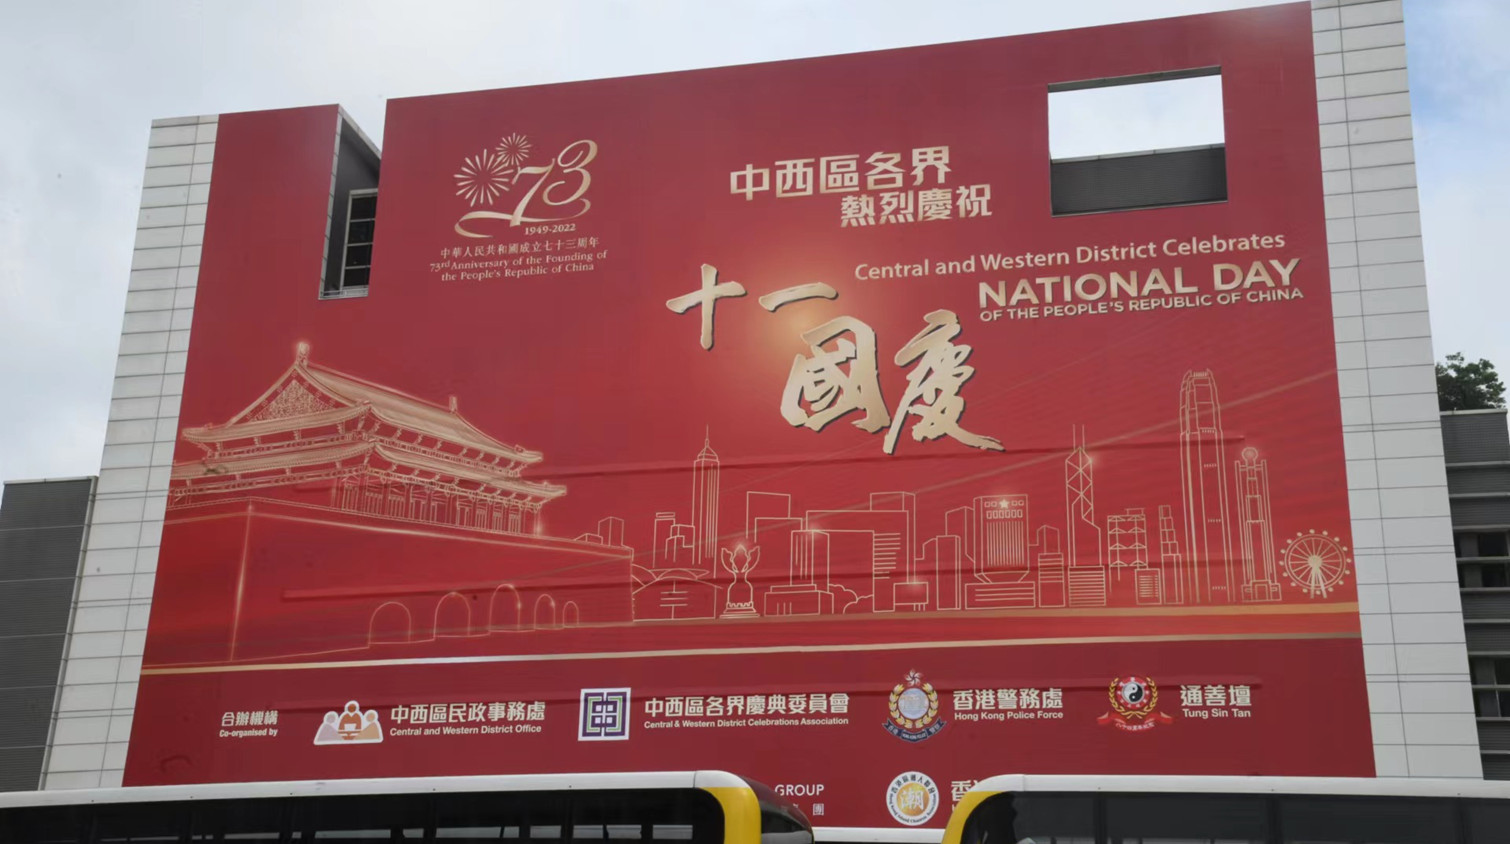 73
1949-2022
中華人民共和國成立七十三周年
73rd Anniversary of the Founding of
the People's Republic of China
中西區各界
熱烈慶祝
Central and Western District Celebrates
NATIONAL DAY
OF THE PEOPLE'S REPUBLIC OF CHINA
十一
國慶
合辦機構
Co-organised by
中西區民政事務處
Central and Western District Office
中西區各界慶典委員會
Central & Western District Celebrations Association
香港警務處
Hong Kong Police Force
通善壇
Tung Sin Tan
GROUP
團
潮
香